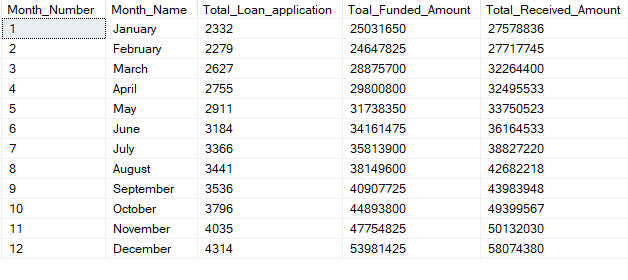 Month_Number Month_Name Total_Loan_application Toal_Funded_Amount Total_Received_Amount
1 January 2332 25031650 27578836
2 February 2279 24647825 27717745
3 March 2627 28875700 32264400
4 April 2755 29800800 32495533
5 May 2911 31738350 33750523
6 June 3184 34161475 36164533
7 July 3366 35813900 38827220
8 August 3441 38149600 42682218
9 September 3536 40907725 43983948
10 October 3796 44893800 49399567
11 November 4035 47754825 50132030
12 December 4314 53981425 58074380